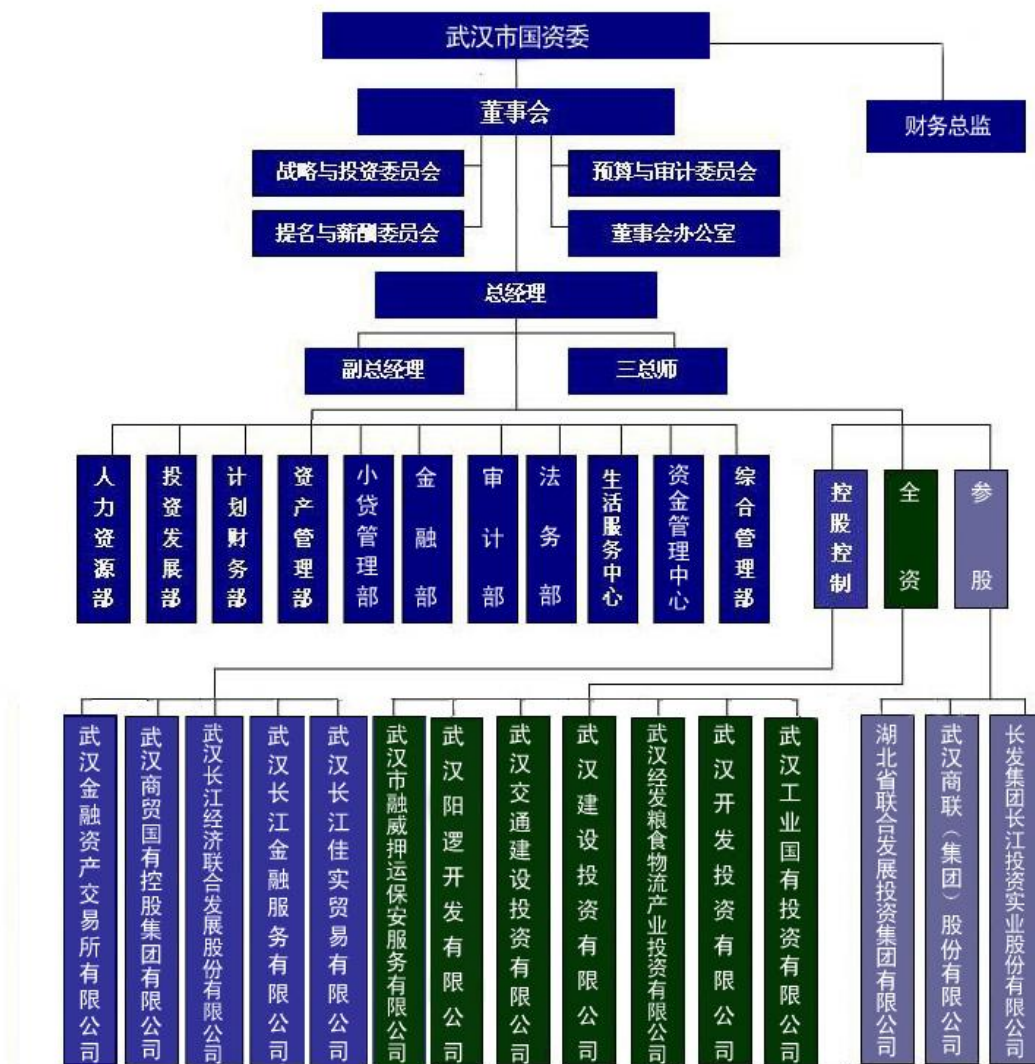 武汉市国资委
董事会
财务总监
战略与投资委员会
预算与审计委员会
提名与薪酬委员会
董事会办公室
总经理
副总经理
三总师
人力资源部
投资发展部
计划财务部
资产管理部
小贷管理部
金融部
审计部
法务部
生活服务中心
资金管理中心
综合管理部
控股控制
全资
参股
武汉金融资产交易所有限公司
武汉商贸国有控股集团有限公司
武汉长江经济联合发展股份有限公司
武汉长江金融服务有限公司
武汉长江佳实贸易有限公司
武汉市融威押运保安服务有限公司
武汉阳逻开发有限公司
武汉交通建设投资有限公司
武汉建设投资有限公司
武汉经发粮食物流产业投资有限公司
武汉开发投资有限公司
武汉工业国有投资有限公司
湖北省联合发展投资集团有限公司
武汉商联（集团）股份有限公司
长发集团长江投资实业股份有限公司